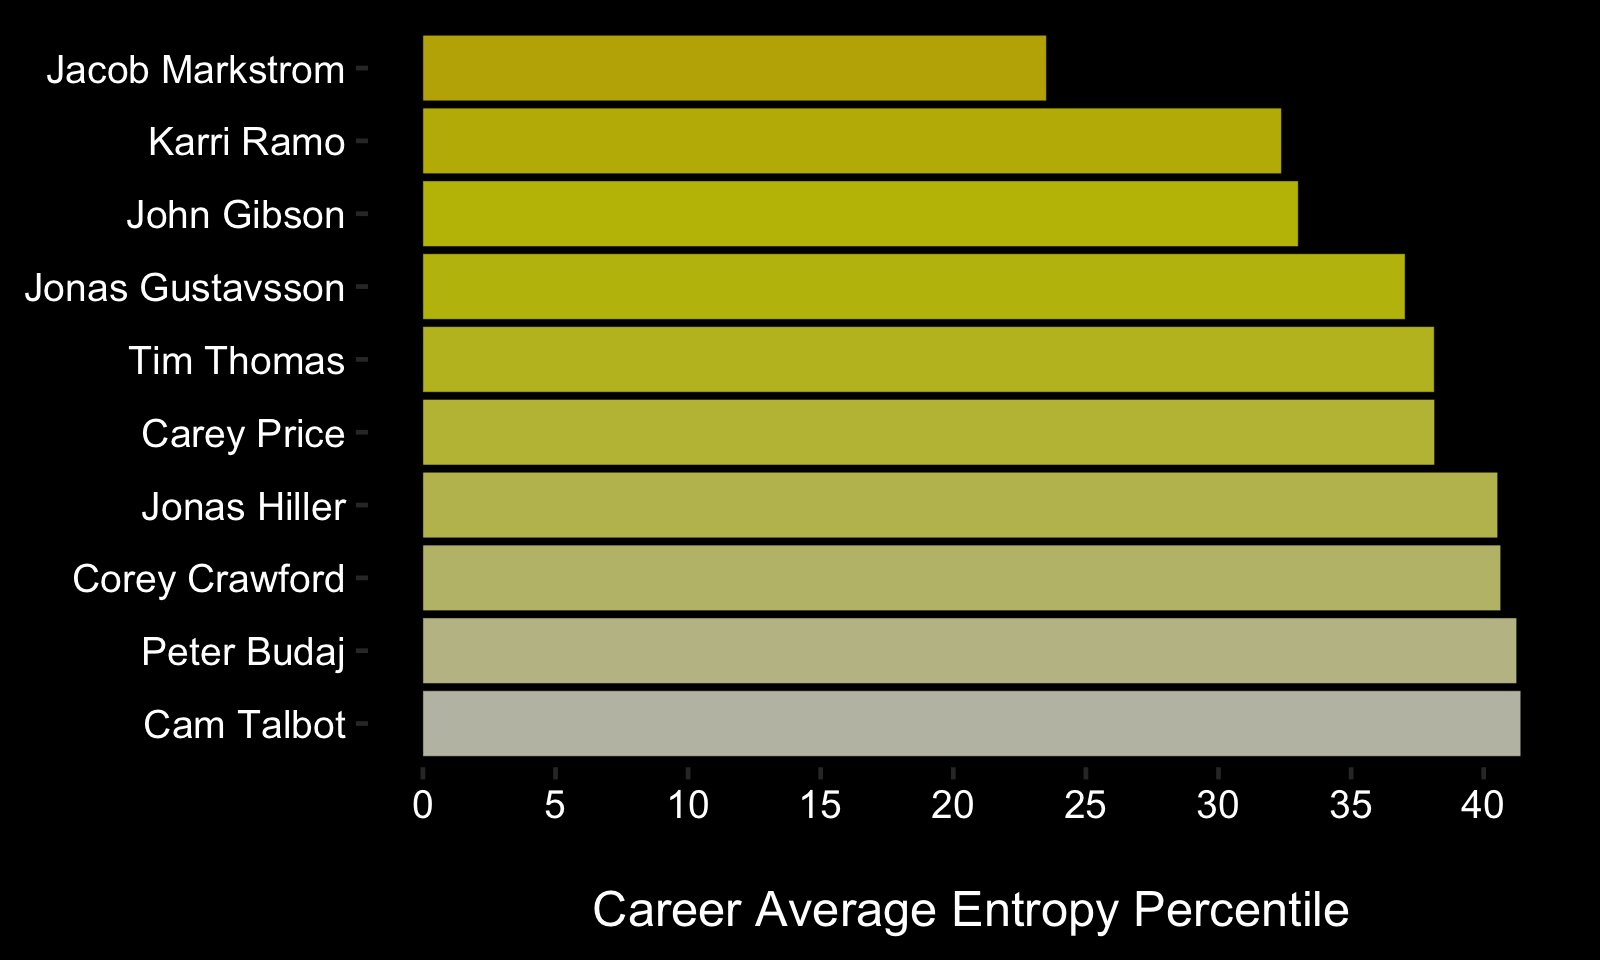 Jacob Markstrom
Karri Ramo
John Gibson
Jonas Gustavsson
Tim Thomas
Carey Price
Jonas Hiller
Corey Crawford
Peter Budaj
Cam Talbot
0 5 10 15 20 25 30 35 40
Career Average Entropy Percentile